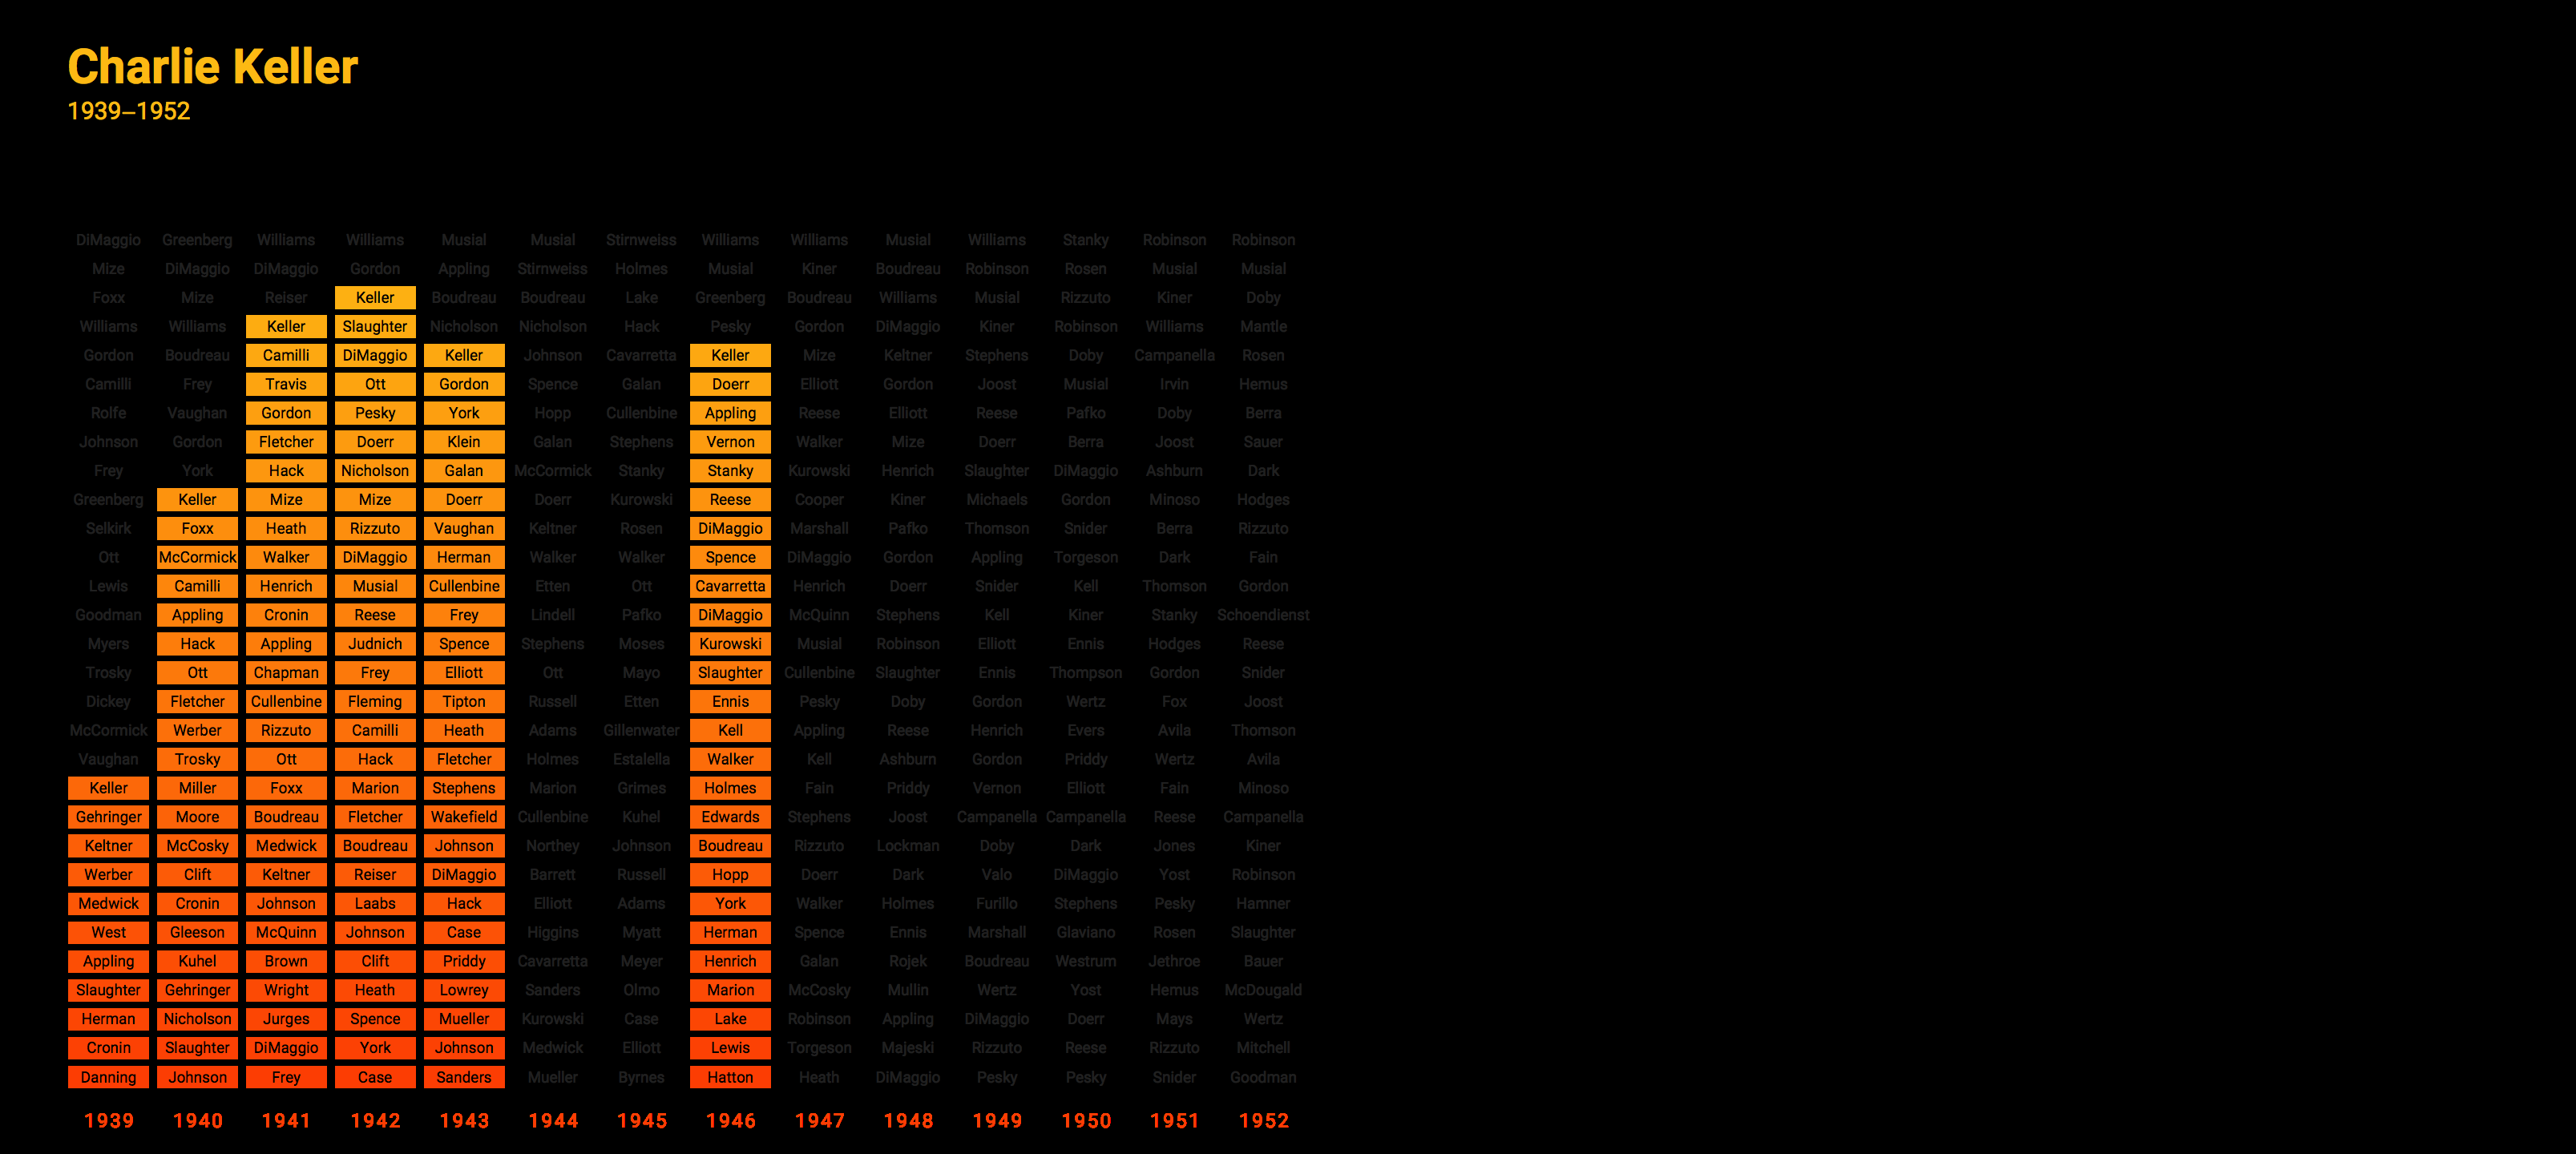 Charlie Keller
1939–1952
DiMaggio Greenberg Williams Williams Musial Musial Stirnweiss Williams Williams Musial Williams Stanky Robinson Robinson
Mize DiMaggio DiMaggio Gordon Appling Stirnweiss Holmes Musial Kiner Boudreau Robinson Rosen Musial Musial
Foxx Mize Reiser Keller Boudreau Boudreau Lake Greenberg Boudreau Williams Musial Rizzuto Kiner Doby
Williams Williams Keller Slaughter Nicholson Nicholson Hack Pesky Gordon DiMaggio Kiner Robinson Williams Mantle
Gordon Boudreau Camilli DiMaggio Keller Johnson Cavarretta Keller Mize Keltner Stephens Doby Campanella Rosen
Camilli Frey Travis Ott Gordon Spence Galan Doerr Elliott Gordon Joost Musial Irvin Hemus
Rolfe Vaughan Gordon Pesky York Hopp Cullenbine Appling Reese Elliott Reese Pafko Doby Berra
Johnson Gordon Fletcher Doerr Klein Galan Stephens Vernon Walker Mize Doerr Berra Joost Sauer
Frey York Hack Nicholson Galan McCormick Stanky Stanky Kurowski Henrich Slaughter DiMaggio Ashburn Dark
Greenberg Keller Mize Mize Doerr Doerr Kurowski Reese Cooper Kiner Michaels Gordon Minoso Hodges
Selkirk Foxx Heath Rizzuto Vaughan Keltner Rosen DiMaggio Marshall Pafko Thomson Snider Berra Rizzuto
Ott McCormick Walker DiMaggio Herman Walker Walker Spence DiMaggio Gordon Appling Torgeson Dark Fain
Lewis Camilli Henrich Musial Cullenbine Etten Ott Cavarretta Henrich Doerr Snider Kell Thomson Gordon
Goodman Appling Cronin Reese Frey Lindell Pafko DiMaggio McQuinn Stephens Kell Kiner Stanky Schoendienst
Myers Hack Appling Judnich Spence Stephens Moses Kurowski Musial Robinson Elliott Ennis Hodges Reese
Trosky Ott Chapman Frey Elliott Ott Mayo Slaughter Cullenbine Slaughter Ennis Thompson Gordon Snider
Dickey Fletcher Cullenbine Fleming Tipton Russell Etten Ennis Pesky Doby Gordon Wertz Fox Joost
McCormick Werber Rizzuto Camilli Heath Adams Gillenwater Kell Appling Reese Henrich Evers Avila Thomson
Vaughan Trosky Ott Hack Fletcher Holmes Estalella Walker Kell Ashburn Gordon Priddy Wertz Avila
Keller Miller Foxx Marion Stephens Marion Grimes Holmes Fain Priddy Vernon Elliott Fain Minoso
Gehringer Moore Boudreau Fletcher Wakefield Cullenbine Kuhel Edwards Stephens Joost Campanella Campanella Reese Campanella
Keltner McCosky Medwick Boudreau Johnson Northey Johnson Boudreau Rizzuto Lockman Doby Dark Jones Kiner
Werber Clift Keltner Reiser DiMaggio Barrett Russell Hopp Doerr Dark Valo DiMaggio Yost Robinson
Medwick Cronin Johnson Laabs Hack Elliott Adams York Walker Holmes Furillo Stephens Pesky Hamner
West Gleeson McQuinn Johnson Case Higgins Myatt Herman Spence Ennis Marshall Glaviano Rosen Slaughter
Appling Kuhel Brown Clift Priddy Cavarretta Meyer Henrich Galan Rojek Boudreau Westrum Jethroe Bauer
Slaughter Gehringer Wright Heath Lowrey Sanders Olmo Marion McCosky Mullin Wertz Yost Hemus McDougald
Herman Nicholson Jurges Spence Mueller Kurowski Case Lake Robinson Appling DiMaggio Doerr Mays Wertz
Cronin Slaughter DiMaggio York Johnson Medwick Elliott Lewis Torgeson Majeski Rizzuto Reese Rizzuto Mitchell
Danning Johnson Frey Case Sanders Mueller Byrnes Hatton Heath DiMaggio Pesky Pesky Snider Goodman
1939 1940 1941 1942 1943 1944 1945 1946 1947 1948 1949 1950 1951 1952